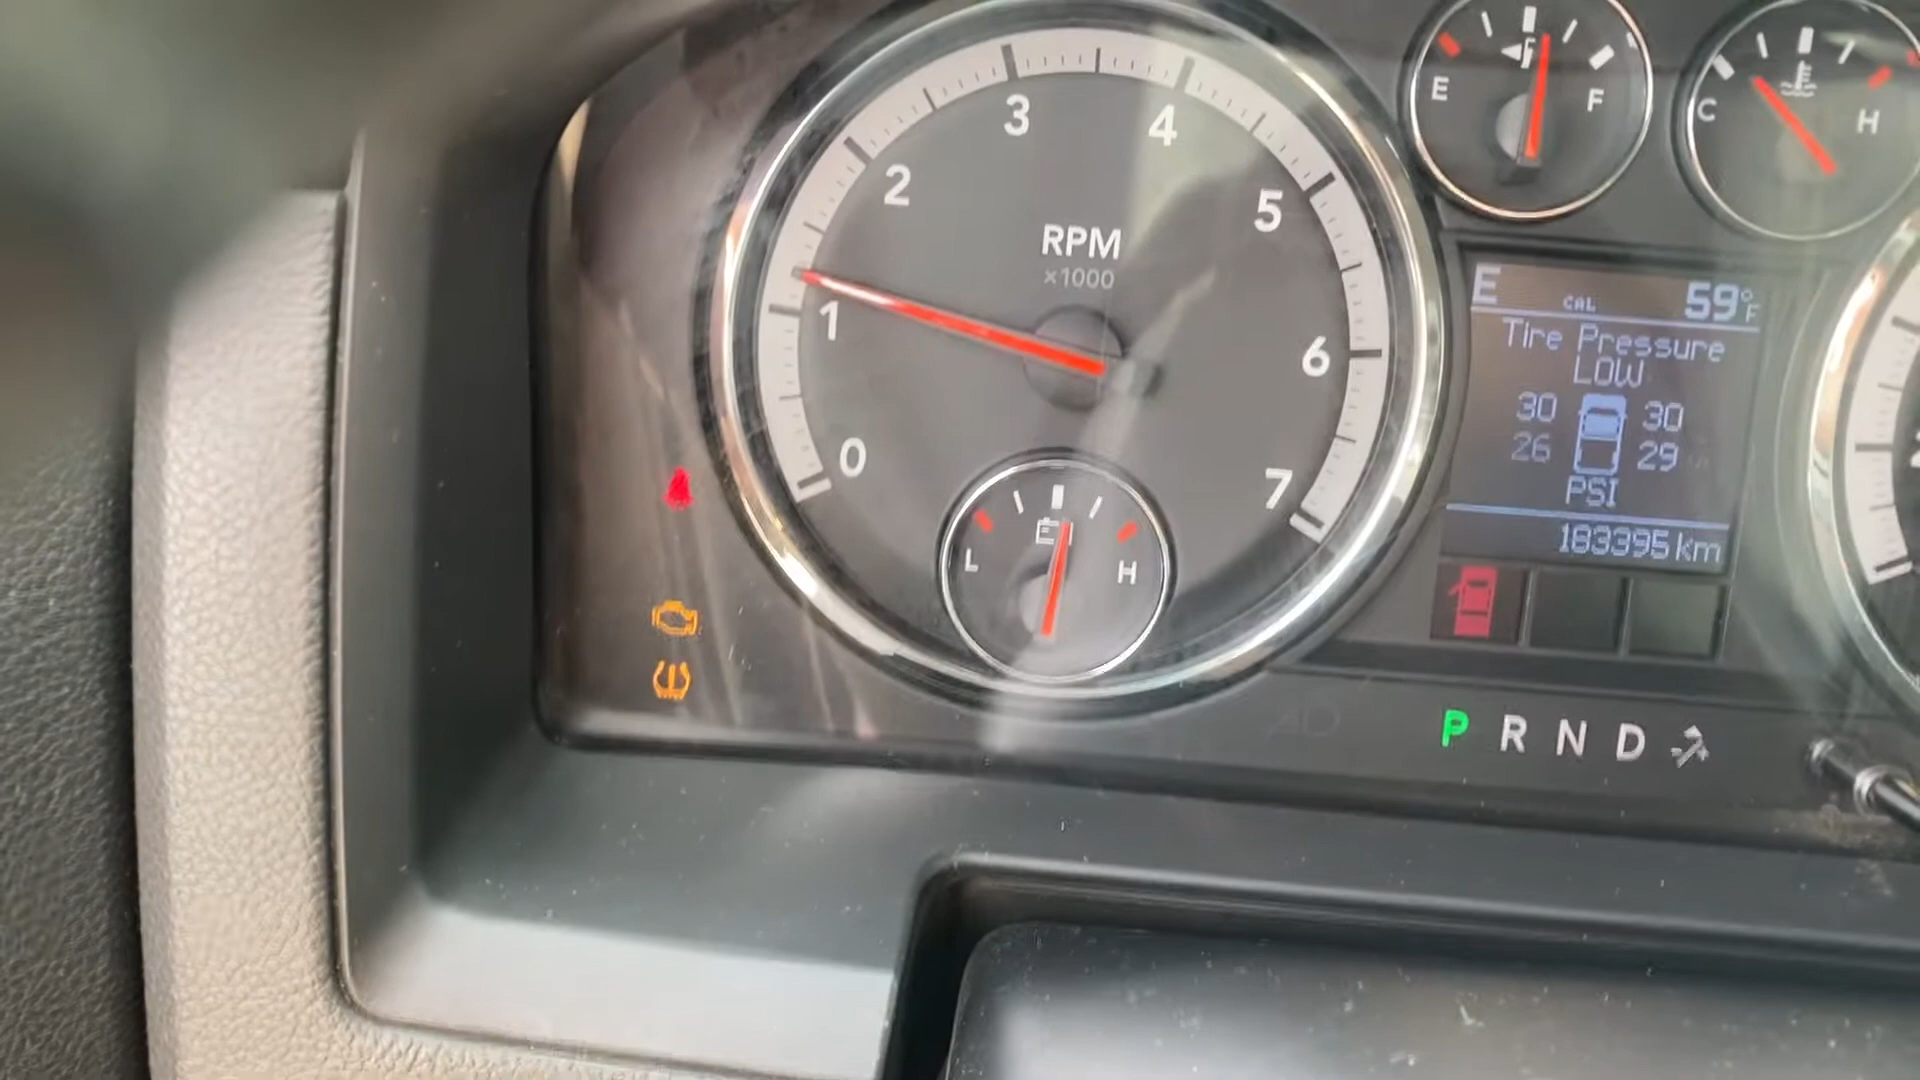 0
1
2
3
4
5
6
7
RPM
×1000
L H
E F
C H
E CAL 59°F
Tire Pressure
LOW
30 30
26 29
PSI
183395 km
P R N D